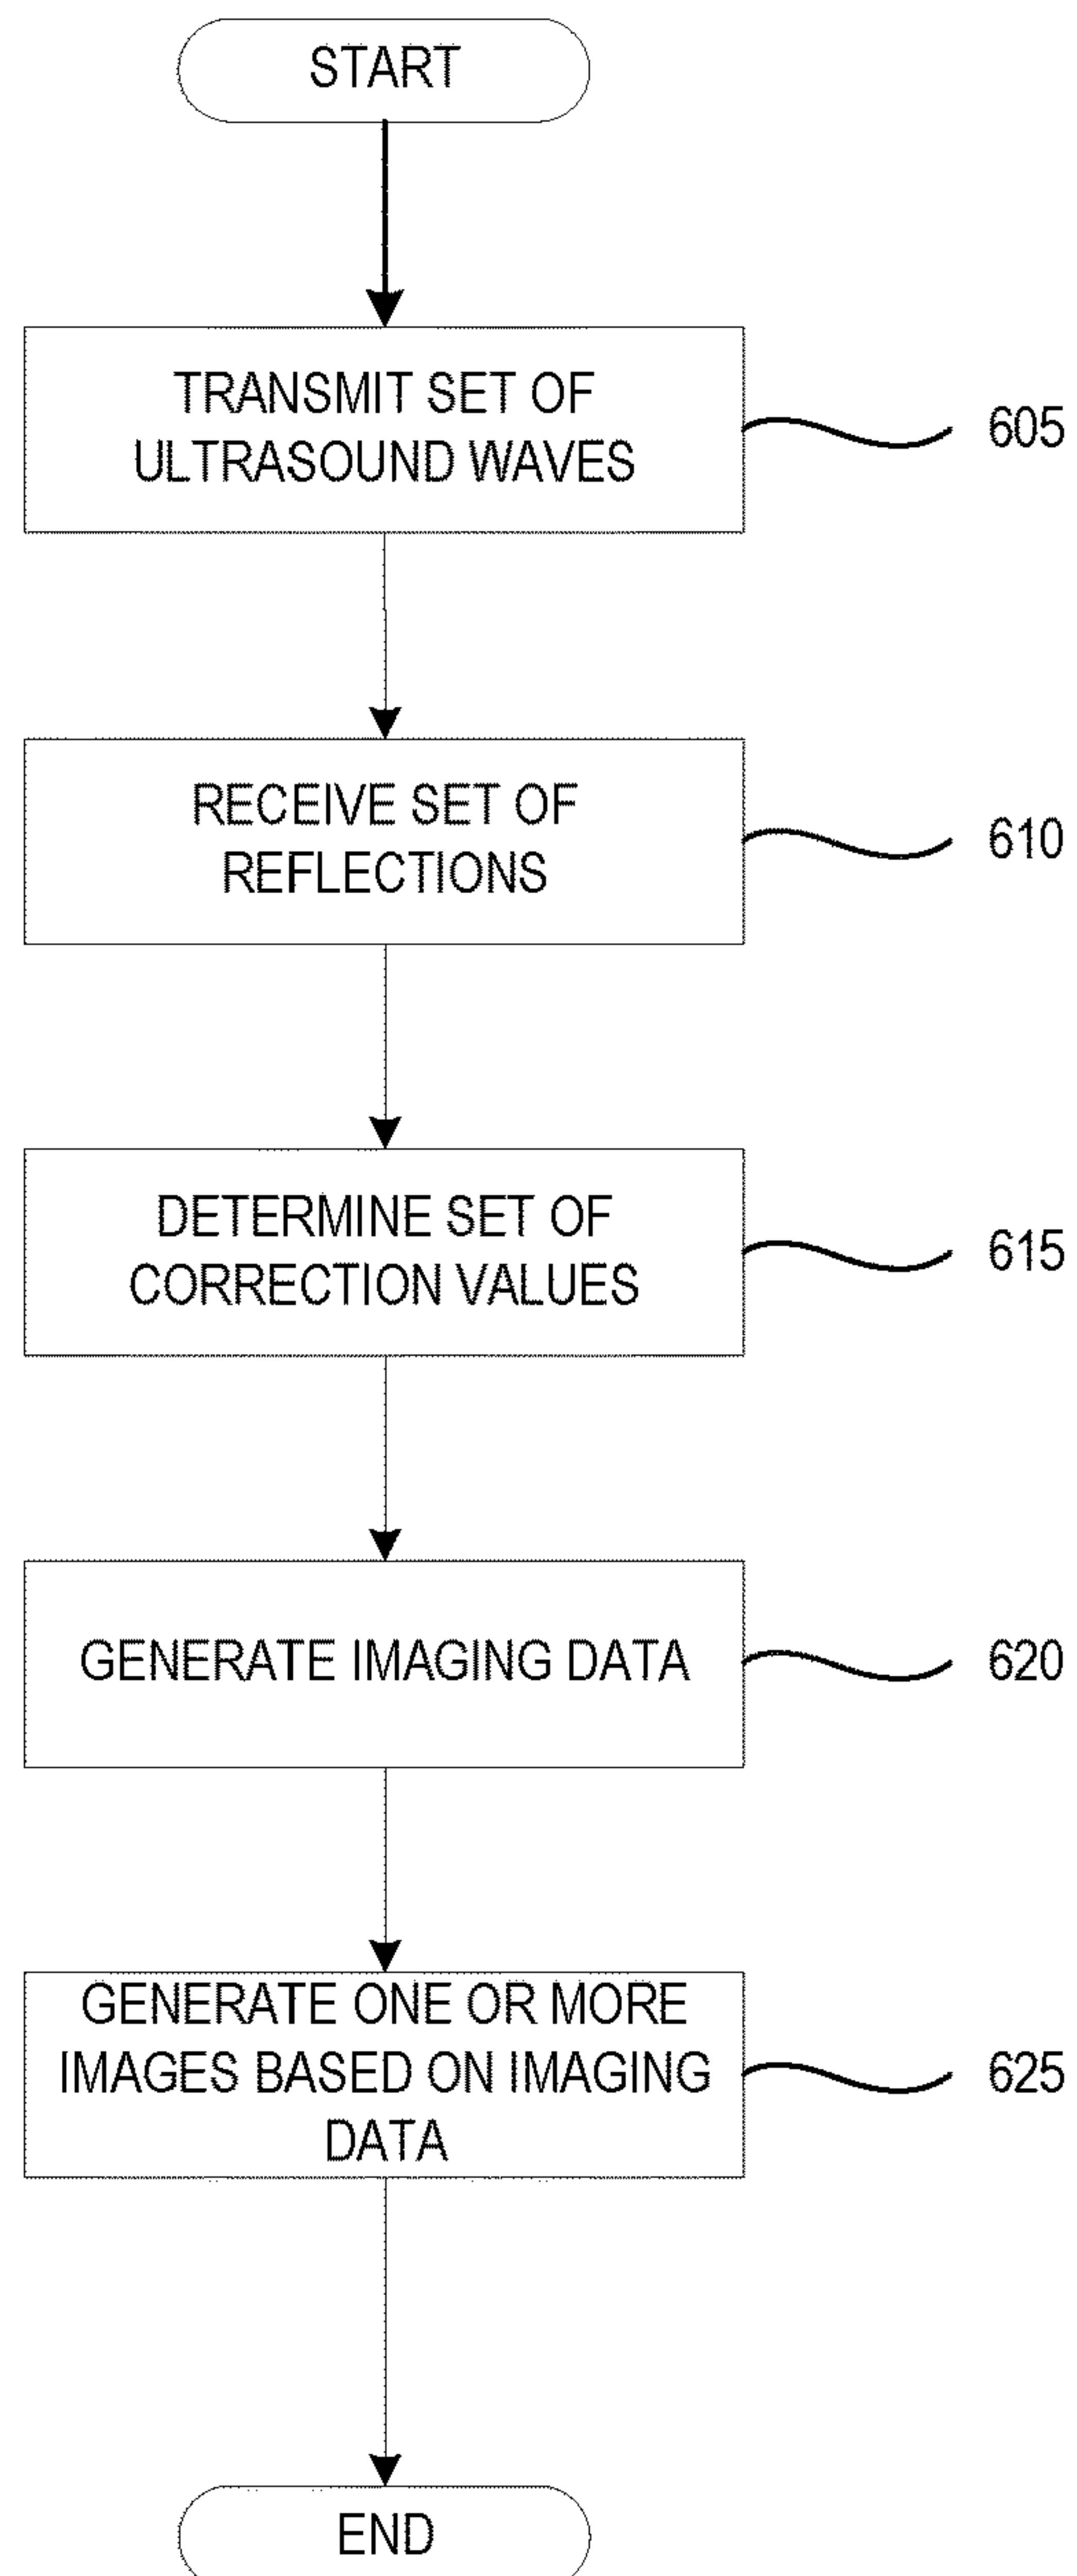 START
TRANSMIT SET OF
ULTRASOUND WAVES
605
RECEIVE SET OF
REFLECTIONS
610
DETERMINE SET OF
CORRECTION VALUES
615
GENERATE IMAGING DATA
620
GENERATE ONE OR MORE
IMAGES BASED ON IMAGING
DATA
625
END